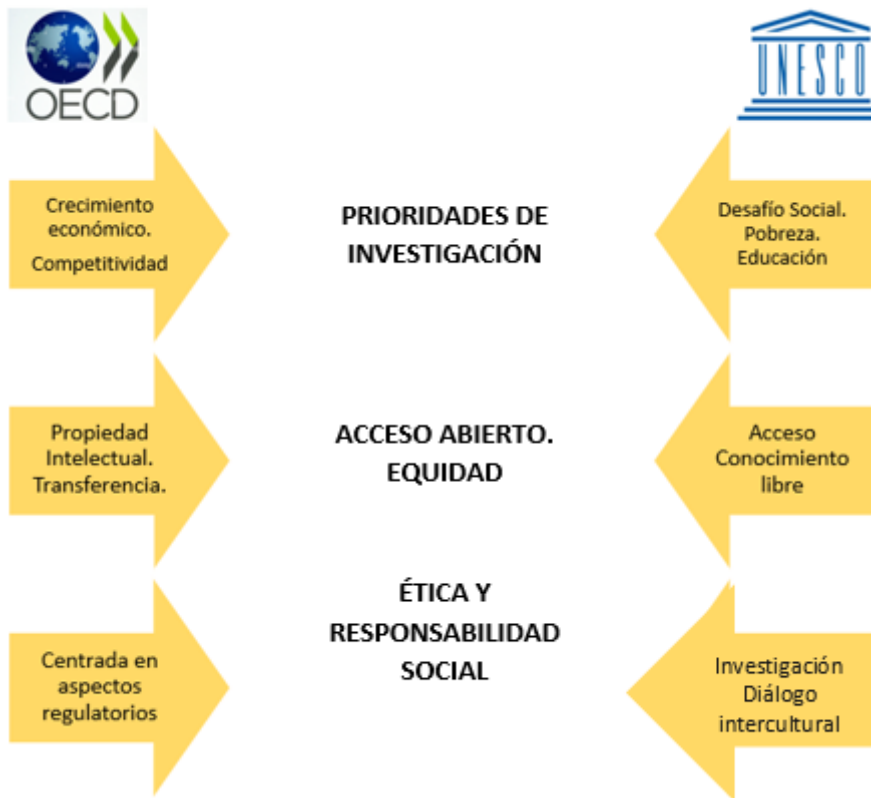 OECD
UNESCO
Crecimiento
económico.
Competitividad
PRIORIDADES DE
INVESTIGACIÓN
Desafío Social.
Pobreza.
Educación
Propiedad
Intelectual.
Transferencia.
ACCESO ABIERTO.
EQUIDAD
Acceso
Conocimiento
libre
Centrada en
aspectos
regulatorios
ÉTICA Y
RESPONSABILIDAD
SOCIAL
Investigación
Diálogo
intercultural